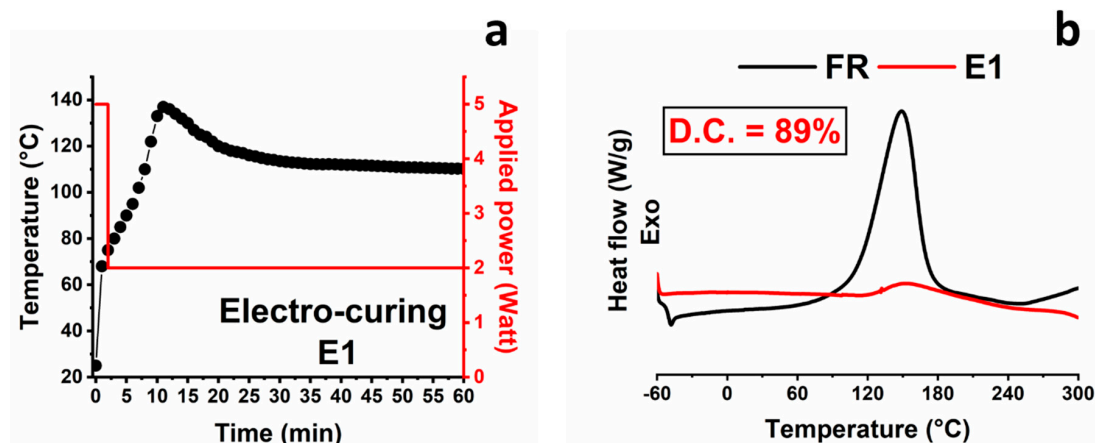 a
140
120
100
80
60
40
20
Temperature (°C)
0 5 10 15 20 25 30 35 40 45 50 55 60
Time (min)
5
4
3
2
1
0
Applied power (Watt)
Electro-curing
E1
b
FR E1
D.C. = 89%
Heat flow (W/g)
Exo
-60 0 60 120 180 240 300
Temperature (°C)